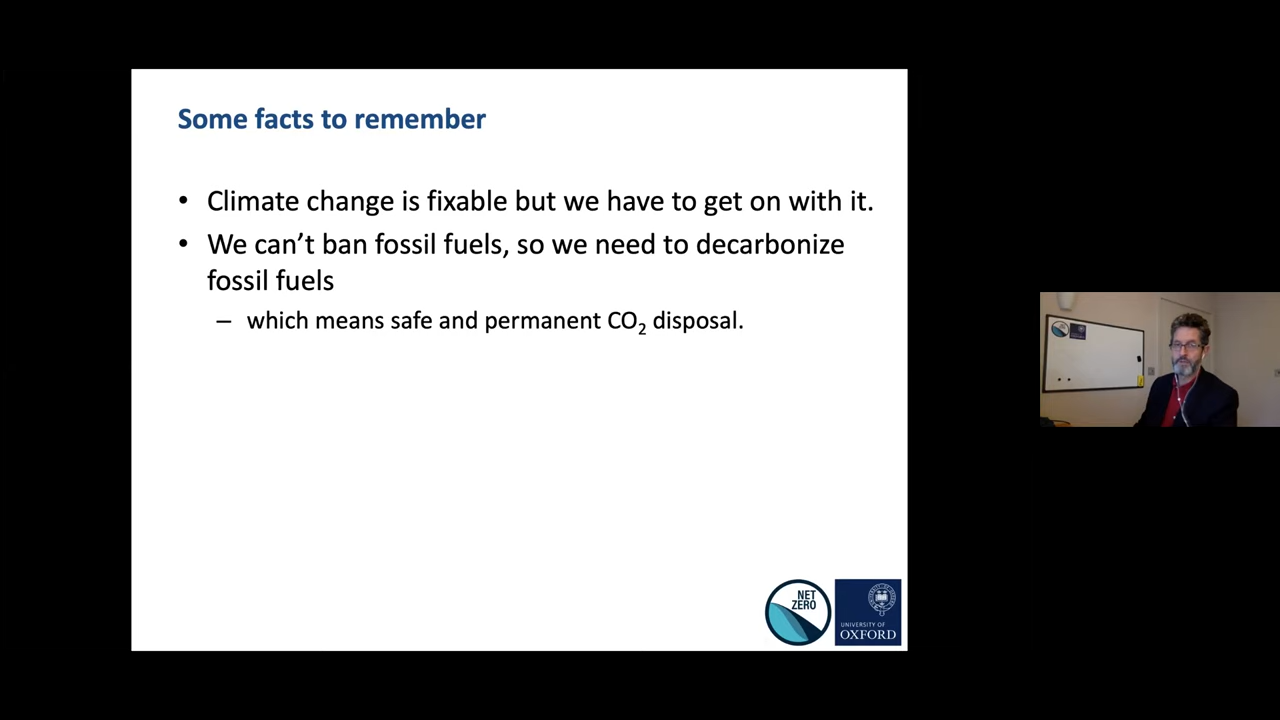 Some facts to remember
• Climate change is fixable but we have to get on with it.
• We can’t ban fossil fuels, so we need to decarbonize
fossil fuels
– which means safe and permanent CO₂ disposal.
NET
ZERO
UNIVERSITY OF
OXFORD